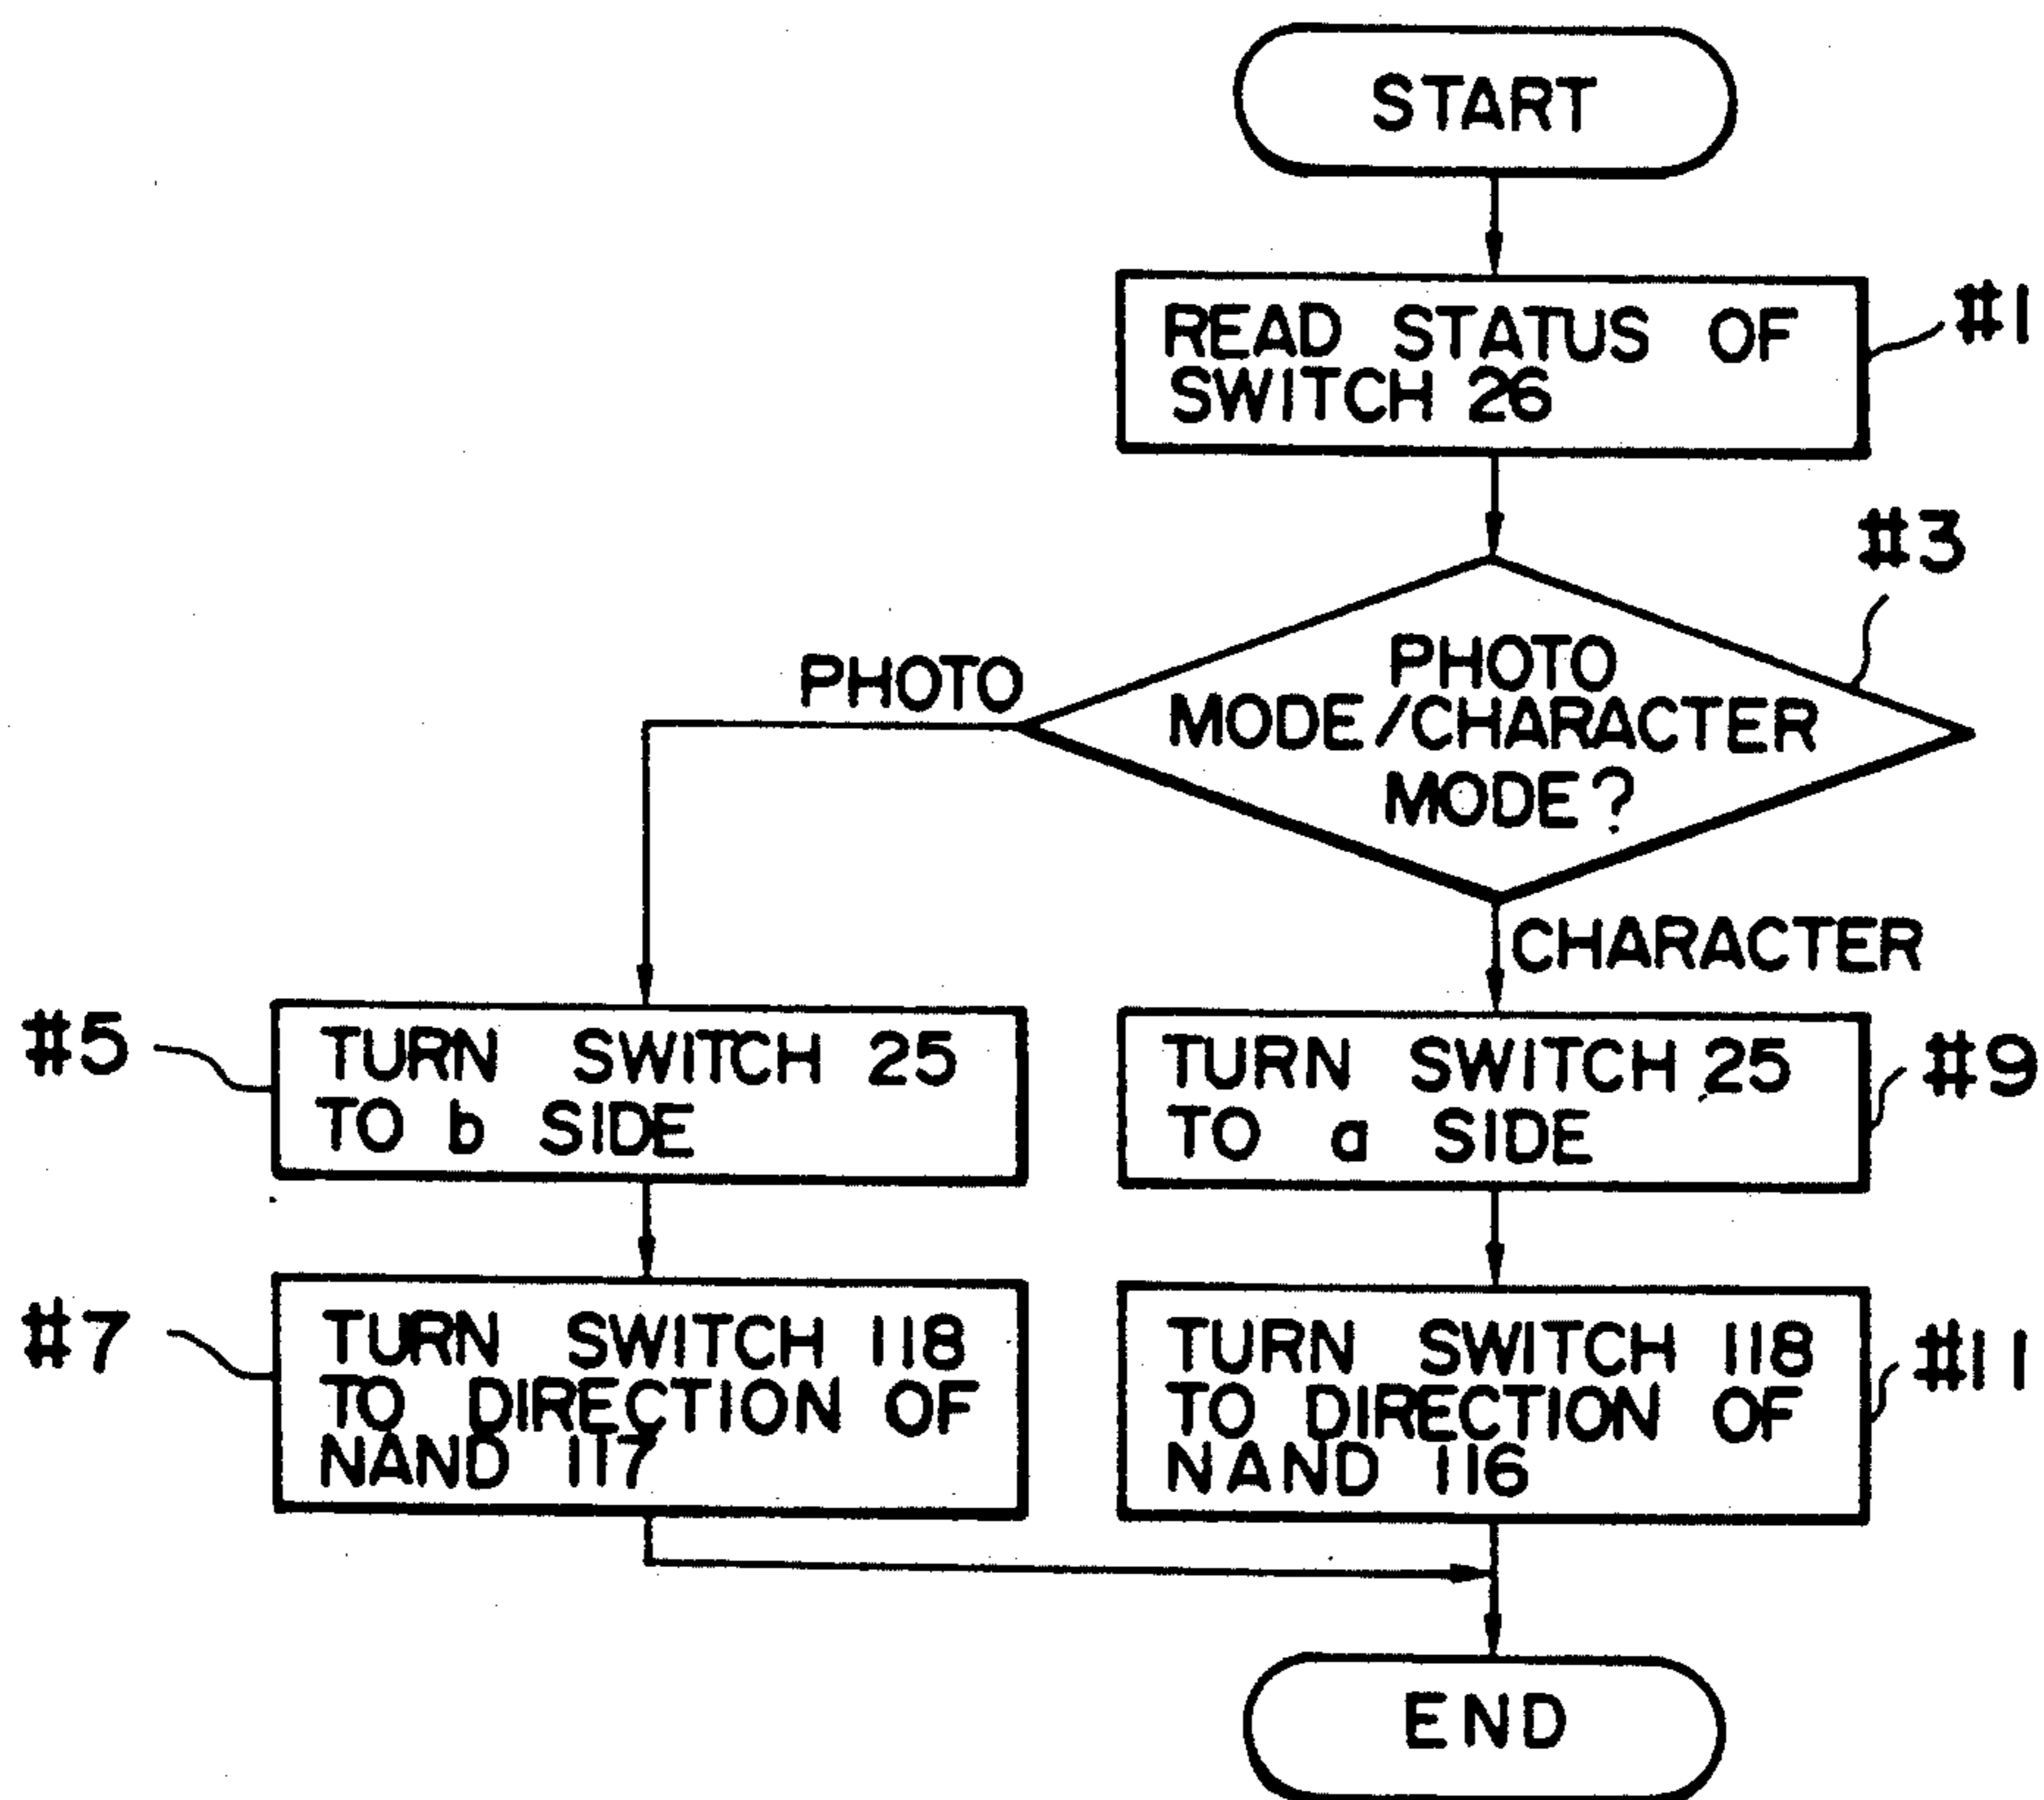 START
READ STATUS OF
SWITCH 26
#1
#3
PHOTO
MODE/CHARACTER
MODE?
PHOTO
CHARACTER
#5
TURN SWITCH 25
TO b SIDE
TURN SWITCH 25
TO a SIDE
#9
#7
TURN SWITCH 118
TO DIRECTION OF
NAND 117
TURN SWITCH 118
TO DIRECTION OF
NAND 116
#11
END